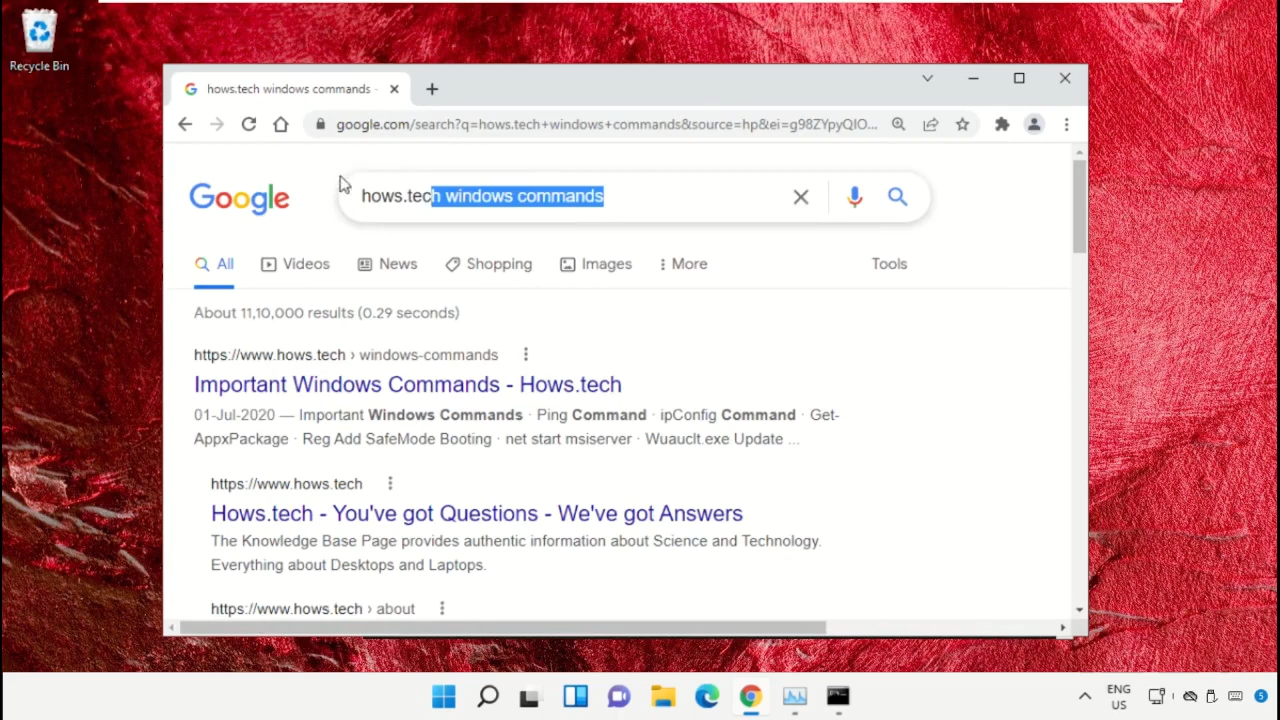 Recycle Bin
hows.tech windows commands -
google.com/search?q=hows.tech+windows+commands&source=hp&ei=g98ZYpyQIO...
Google
hows.tech windows commands
All Videos News Shopping Images More Tools
About 11,10,000 results (0.29 seconds)
https://www.hows.tech › windows-commands
Important Windows Commands - Hows.tech
01-Jul-2020 — Important Windows Commands · Ping Command · ipConfig Command · Get-
AppxPackage · Reg Add SafeMode Booting · net start msiserver · Wuauclt.exe Update ...
https://www.hows.tech
Hows.tech - You've got Questions - We've got Answers
The Knowledge Base Page provides authentic information about Science and Technology.
Everything about Desktops and Laptops.
https://www.hows.tech › about
ENG
US
5